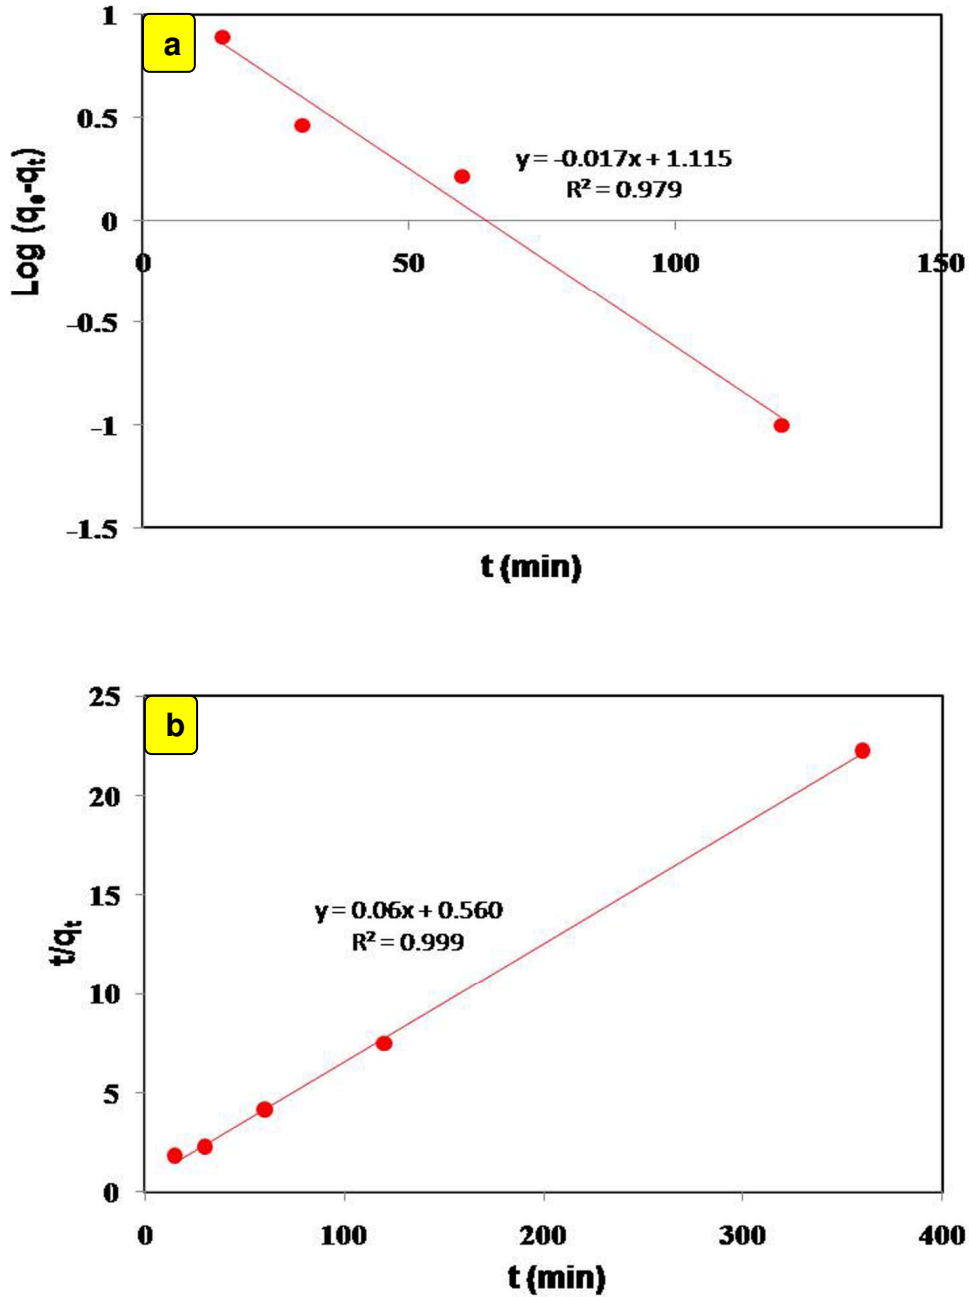 a
1
0.5
0
-0.5
-1
-1.5
Log (qe-qt)
y = -0.017x + 1.115
R² = 0.979
0 50 100 150
t (min)
b
25
20
15
10
5
0
t/qt
y = 0.06x + 0.560
R² = 0.999
0 100 200 300 400
t (min)